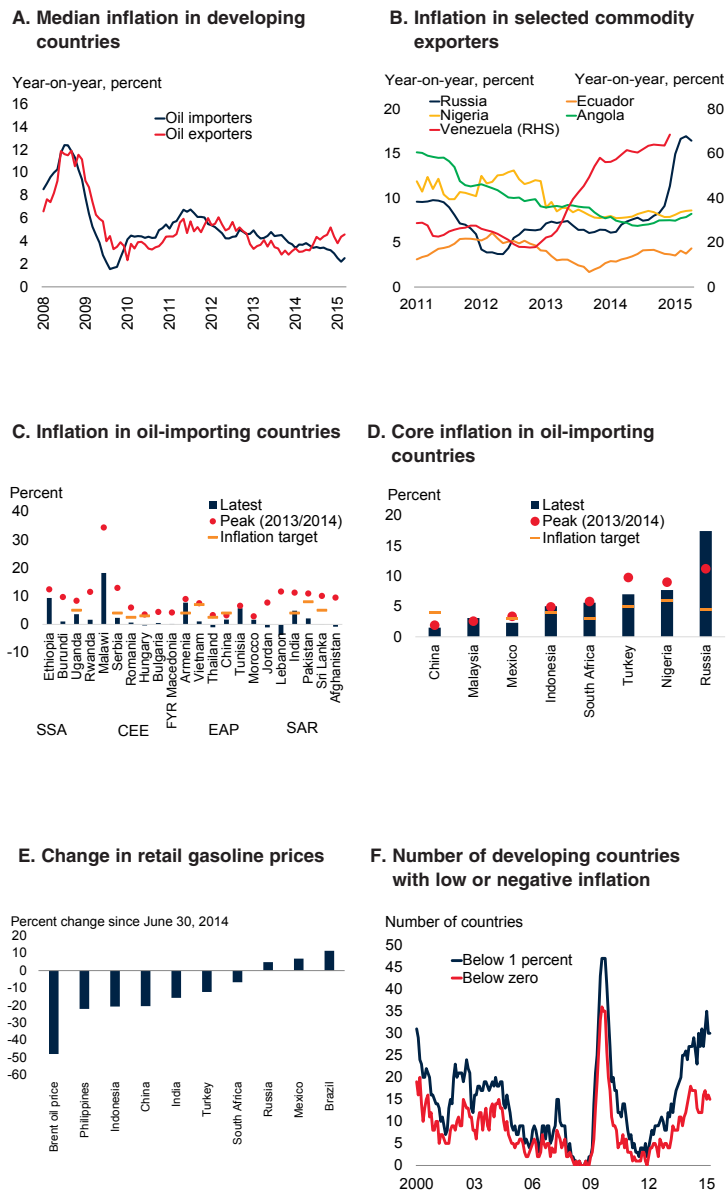 A. Median inflation in developing
countries
Year-on-year, percent
16
14
12
10
8
6
4
2
0
Oil importers
Oil exporters
2008
2009
2010
2011
2012
2013
2014
2015
B. Inflation in selected commodity
exporters
Year-on-year, percent
Year-on-year, percent
20
15
10
5
0
80
60
40
20
0
Russia
Ecuador
Nigeria
Angola
Venezuela (RHS)
2011
2012
2013
2014
2015
C. Inflation in oil-importing countries
Percent
40
30
20
10
0
-10
Latest
Peak (2013/2014)
Inflation target
Ethiopia
Burundi
Uganda
Rwanda
Malawi
Serbia
Romania
Hungary
Bulgaria
FYR Macedonia
Armenia
Vietnam
Thailand
China
Tunisia
Morocco
Jordan
Lebanon
India
Pakistan
Sri Lanka
Afghanistan
SSA
CEE
EAP
SAR
D. Core inflation in oil-importing
countries
Percent
20
15
10
5
0
Latest
Peak (2013/2014)
Inflation target
China
Malaysia
Mexico
Indonesia
South Africa
Turkey
Nigeria
Russia
E. Change in retail gasoline prices
Percent change since June 30, 2014
20
10
0
-10
-20
-30
-40
-50
-60
Brent oil price
Philippines
Indonesia
China
India
Turkey
South Africa
Russia
Mexico
Brazil
F. Number of developing countries
with low or negative inflation
Number of countries
50
45
40
35
30
25
20
15
10
5
0
Below 1 percent
Below zero
2000
03
06
09
12
15